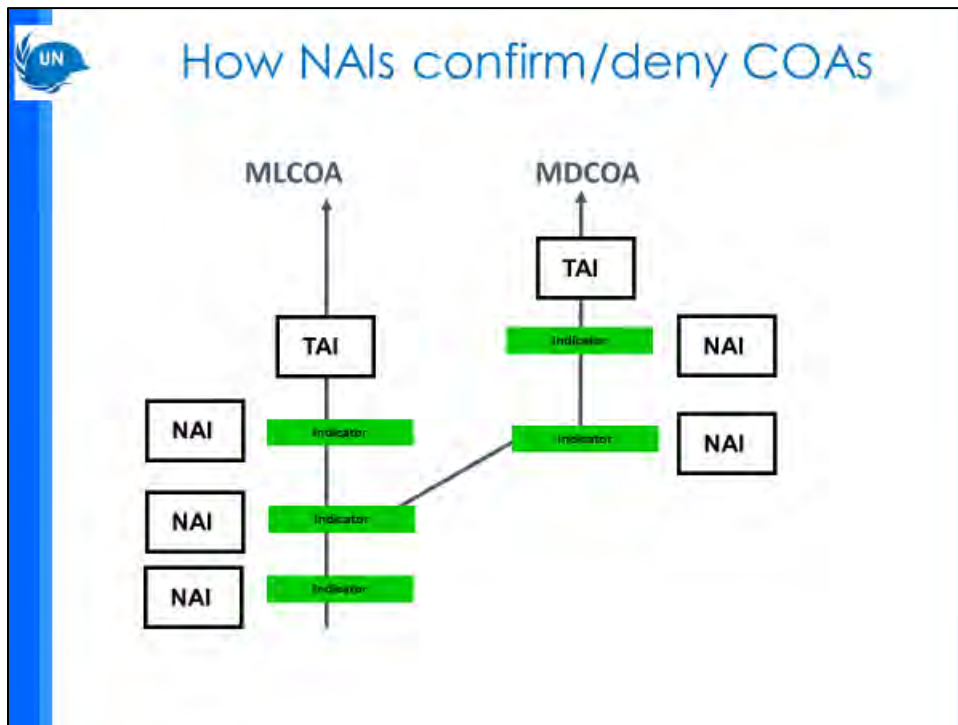 UN
How NAIs confirm/deny COAs
MLCOA
MDCOA
TAI
Indicator
NAI
TAI
NAI
Indicator
Indicator
NAI
NAI
Indicator
NAI
Indicator